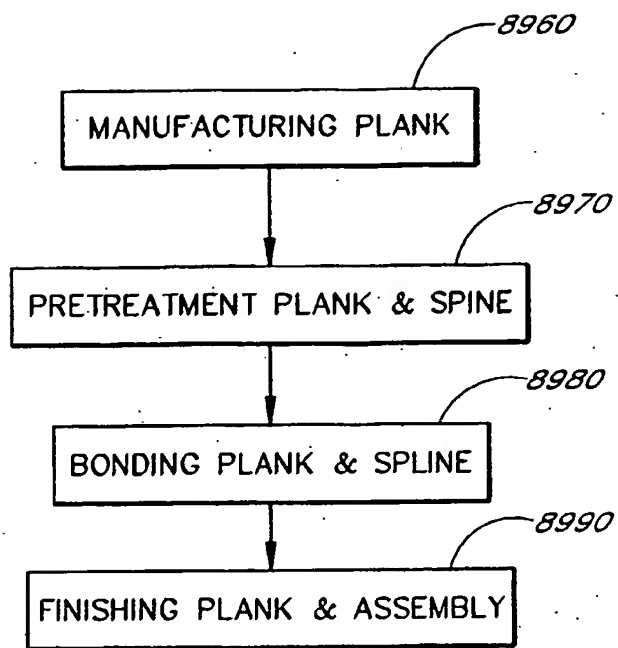 8960
MANUFACTURING PLANK
8970
PRETREATMENT PLANK & SPINE
8980
BONDING PLANK & SPLINE
8990
FINISHING PLANK & ASSEMBLY